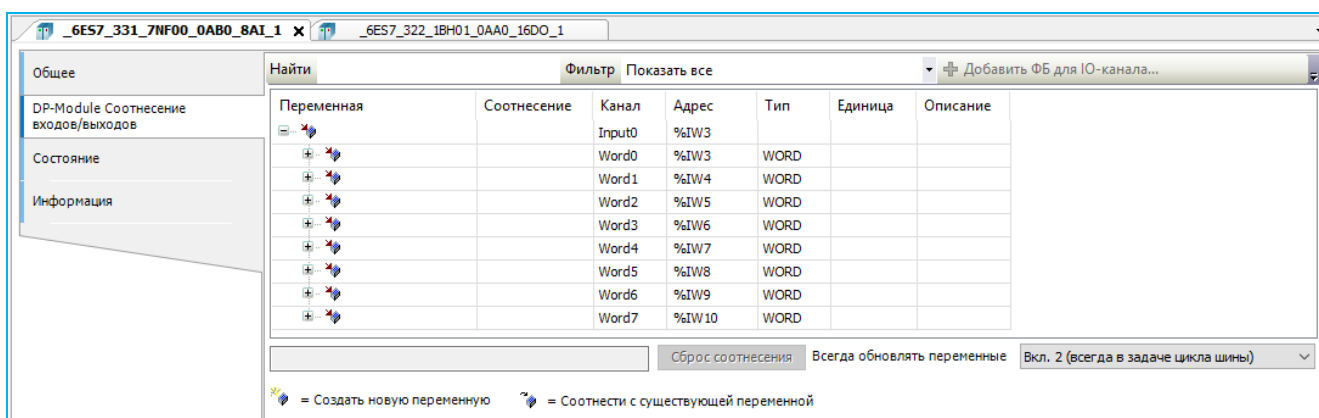 _6ES7_331_7NF00_0AB0_8AI_1 X _6ES7_322_1BH01_0AA0_16DO_1
Общее
DP-Module Соотнесение
входов/выходов
Состояние
Информация
Найти Фильтр Показать все Добавить ФБ для IO-канала...
Переменная Соотнесение Канал Адрес Тип Единица Описание
Input0 %IW3
Word0 %IW3 WORD
Word1 %IW4 WORD
Word2 %IW5 WORD
Word3 %IW6 WORD
Word4 %IW7 WORD
Word5 %IW8 WORD
Word6 %IW9 WORD
Word7 %IW10 WORD
Сброс соотнесения Всегда обновлять переменные Вкл. 2 (всегда в задаче цикла шины)
= Создать новую переменную = Соотнести с существующей переменной